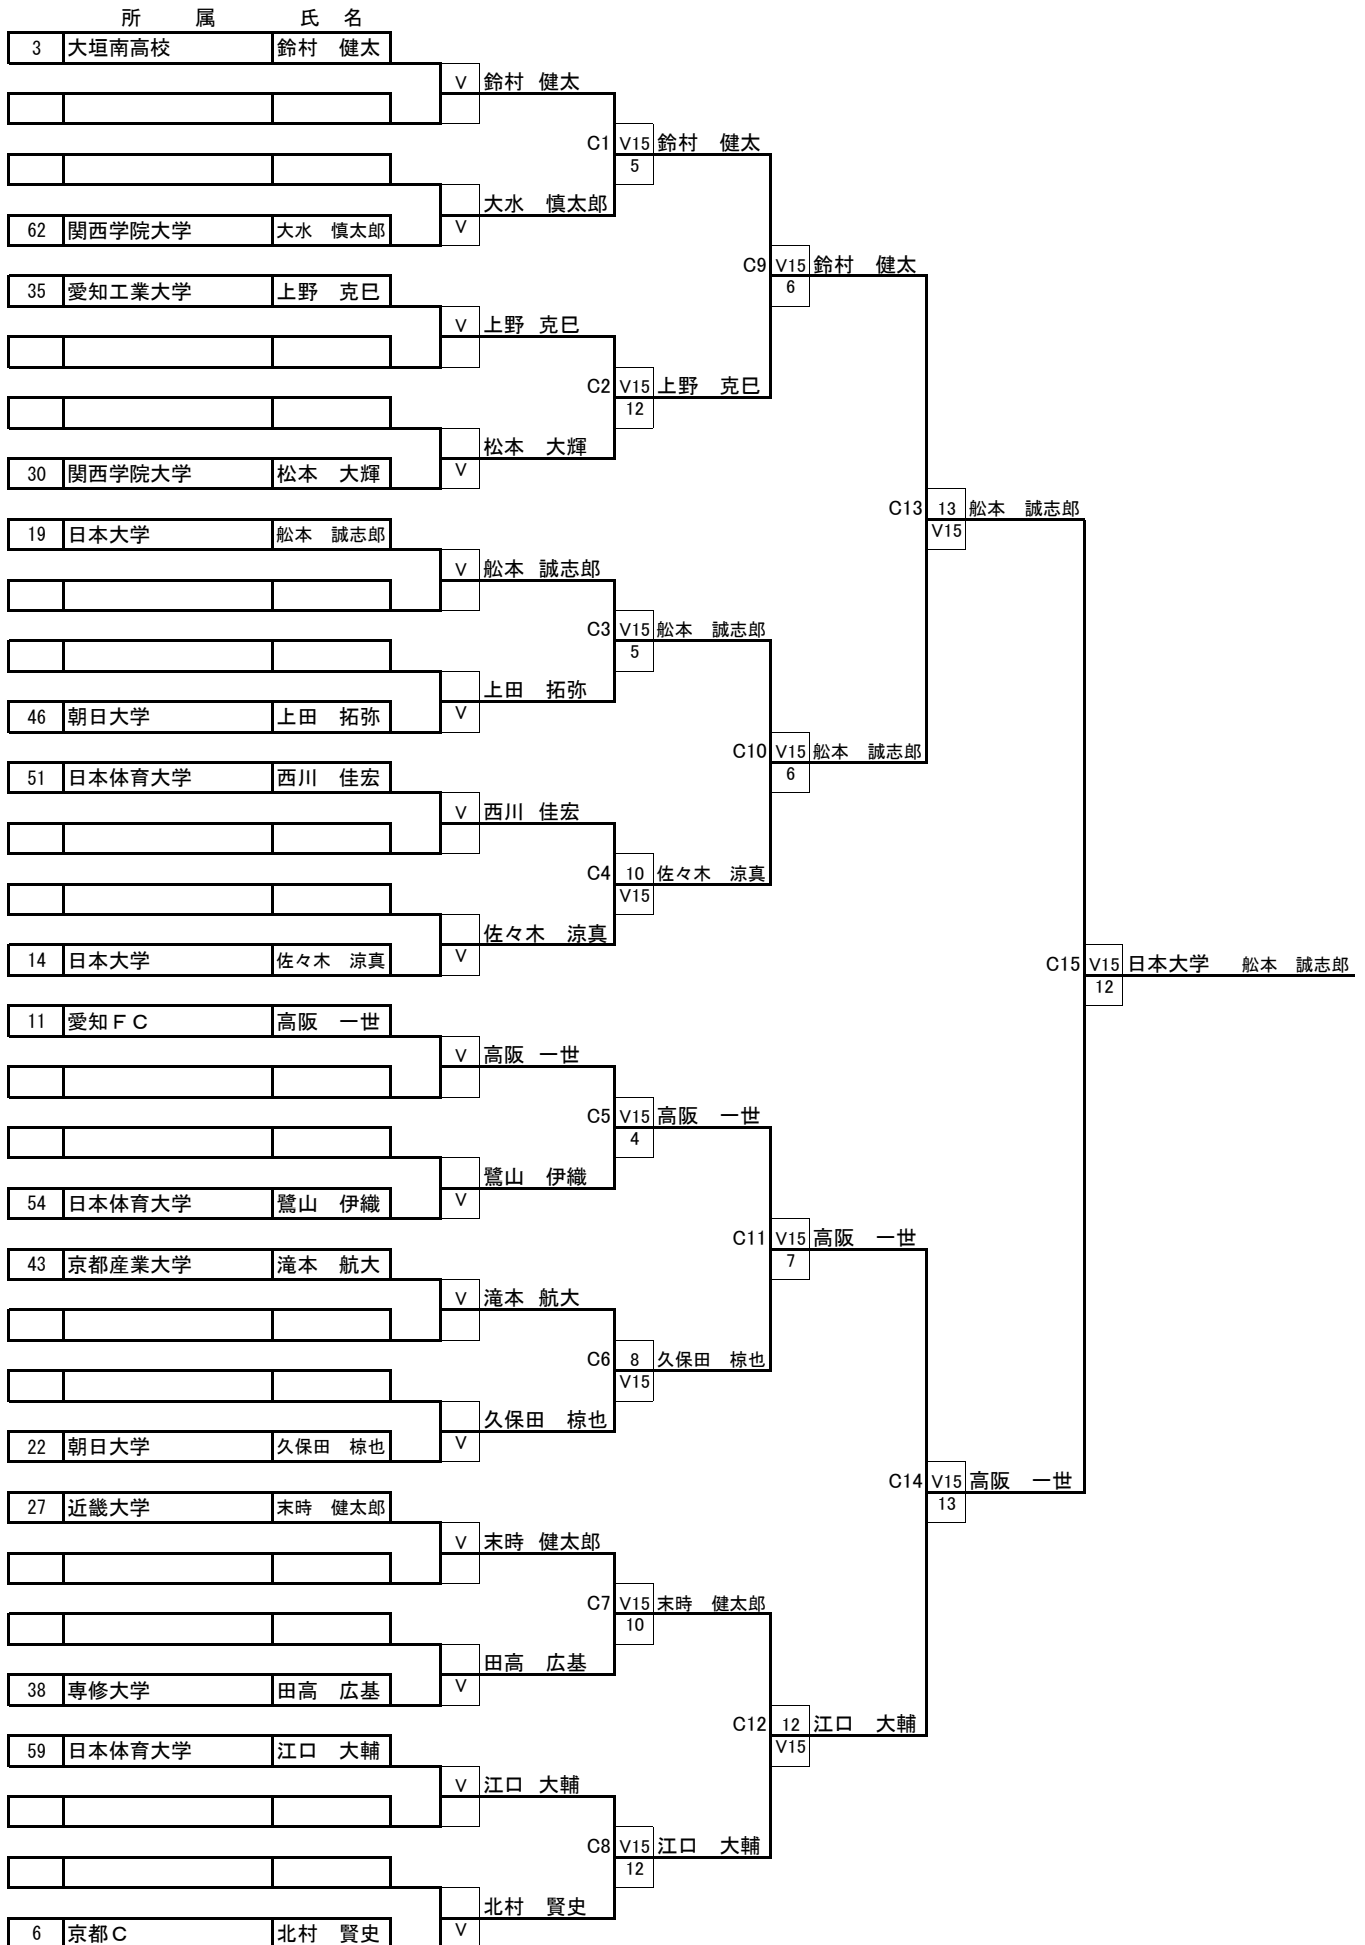 所　属　氏　名
3 大垣南高校 鈴村　健太
V 鈴村 健太
C1 V15 鈴村　健太
5
大水　慎太郎
62 関西学院大学 大水　慎太郎 V
C9 V15 鈴村　健太
6
35 愛知工業大学 上野　克巳
V 上野 克巳
C2 V15 上野　克巳
12
松本　大輝
30 関西学院大学 松本　大輝 V
C13 13 舩本　誠志郎
V15
19 日本大学 舩本　誠志郎
V 舩本 誠志郎
C3 V15 舩本　誠志郎
5
上田　拓弥
46 朝日大学 上田　拓弥 V
C10 V15 舩本　誠志郎
6
51 日本体育大学 西川　佳宏
V 西川 佳宏
C4 10 佐々木　涼真
V15
佐々木　涼真
14 日本大学 佐々木　涼真 V
C15 V15 日本大学　舩本　誠志郎
12
11 愛知ＦＣ 高阪　一世
V 高阪 一世
C5 V15 高阪　一世
4
鷺山　伊織
54 日本体育大学 鷺山　伊織 V
C11 V15 高阪　一世
7
43 京都産業大学 滝本　航大
V 滝本 航大
C6 8 久保田　椋也
V15
久保田　椋也
22 朝日大学 久保田　椋也 V
C14 V15 高阪　一世
13
27 近畿大学 末時　健太郎
V 末時 健太郎
C7 V15 末時　健太郎
10
田高　広基
38 専修大学 田高　広基 V
C12 12 江口　大輔
V15
59 日本体育大学 江口　大輔
V 江口 大輔
C8 V15 江口　大輔
12
北村　賢史
6 京都Ｃ 北村　賢史 V